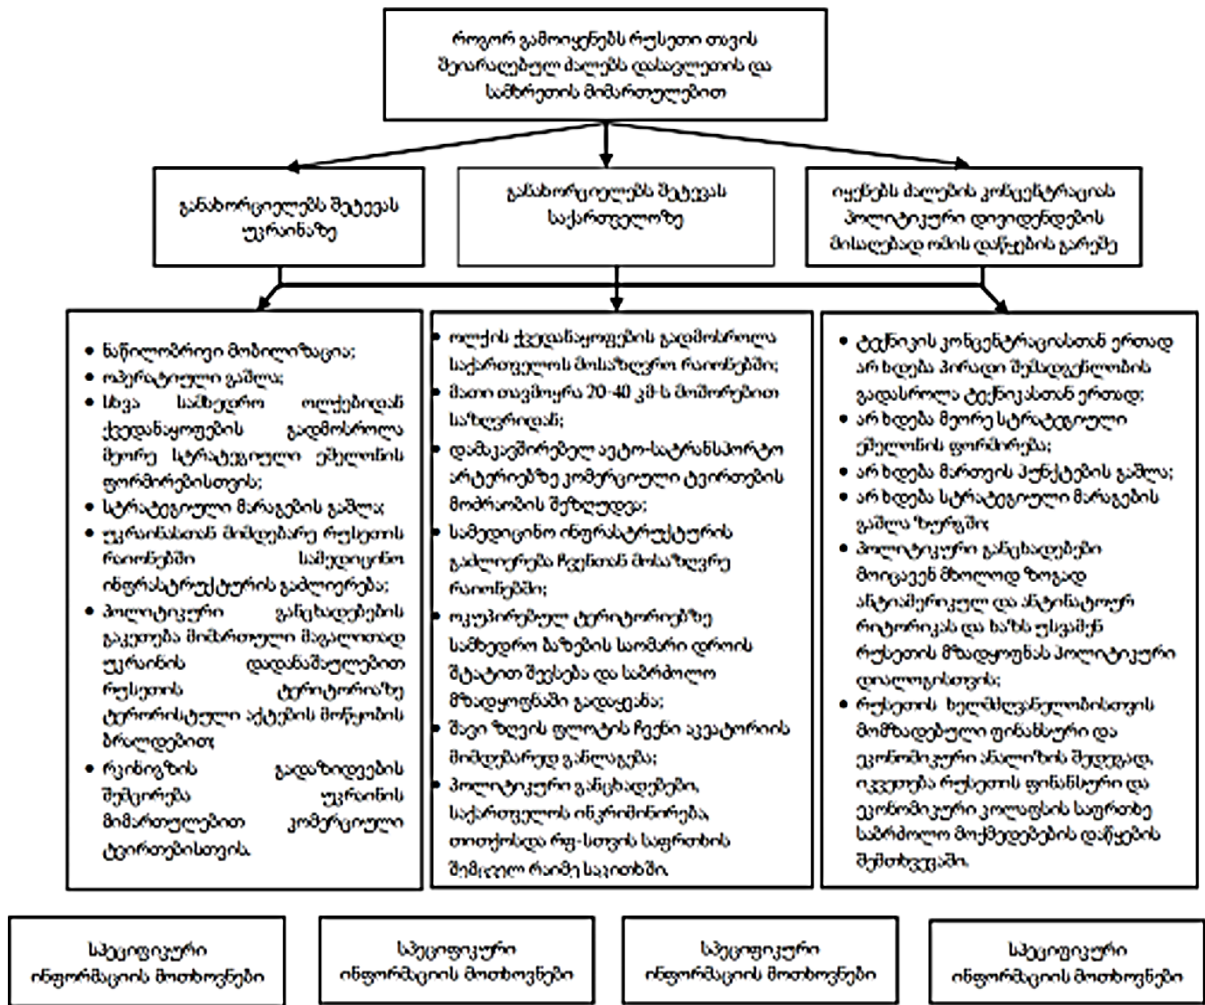 როგორ გამოიყენებს რუსეთი თავის
შეიარაღებულ ძალებს დასავლეთის და
სამხრეთის მიმართულებით
განახორციელებს შეტევას
უკრაინაზე
განახორციელებს შეტევას
საქართველოზე
იყენებს ძალების კონცენტრაციას
პოლიტიკური დივიდენდების
მისაღებად ომის დაწყების გარეშე
● ნაწილობრივი მობილიზაცია;
● ოპერატიული გაშლა;
● სხვა სამხედრო ოლქებიდან
ქვედანაყოფების გადმოსროლა
მეორე სტრატეგიული ეშელონის
ფორმირებისთვის;
● სტრატეგიული მარაგების გაშლა;
● უკრაინასთან მიმდებარე რუსეთის
რაიონებში სამედიცინო
ინფრასტრუქტურის გაძლიერება;
● პოლიტიკური განცხადებების
გაკეთება მიმართული მაგალითად
უკრაინის დადანაშაულებით
რუსეთის ტერიტორიაზე
ტერორისტული აქტების მოწყობის
ბრალდებით;
● რკინიგზის გადაზიდვების
შემცირება უკრაინის
მიმართულებით კომერციული
ტვირთებისთვის.
● ოლქის ქვედანაყოფების გადმოსროლა
საქართველოს მოსაზღვრე რაიონებში;
● მათი თავმოყრა 20-40 კმ-ს მოშორებით
საზღვრიდან;
● დამაკავშირებელ ავტო-სატრანსპორტო
არტერიებზე კომერციული ტვირთების
მოძრაობის შეზღუდვა;
● სამედიცინო ინფრასტრუქტურის
გაძლიერება ჩვენთან მოსაზღვრე
რაიონებში;
● ოკუპირებულ ტერიტორიებზე
სამხედრო ბაზების საომარი დროის
შტატით შევსება და საბრძოლო
მზადყოფნაში გადაყვანა;
● შავი ზღვის ფლოტის ჩვენი აკვატორიის
მიმდებარედ განლაგება;
● პოლიტიკური განცხადებები,
საქართველოს ინკრიმინირება,
თითქოსდა რფ-სთვის საფრთხის
შემცველ რაიმე საკითხში.
● ტექნიკის კონცენტრაციასთან ერთად
არ ხდება პირადი შემადგენლობის
გადასროლა ტექნიკასთან ერთად;
● არ ხდება მეორე სტრატეგიული
ეშელონის ფორმირება;
● არ ხდება მართვის პუნქტების გაშლა;
● არ ხდება სტრატეგიული მარაგების
გაშლა ზურგში;
● პოლიტიკური განცხადებები
მოიცავენ მხოლოდ ზოგად
ანტიამერიკულ და ანტინატოურ
რიტორიკას და ხაზს უსვამენ
რუსეთის მზადყოფნას პოლიტიკური
დიალოგისთვის;
● რუსეთის ხელმძღვანელობისთვის
მომზადებული ფინანსური და
ეკონომიკური ანალიზის შედეგად,
იკვეთება რუსეთის ფინანსური და
ეკონომიკური კოლაფსის საფრთხე
საბრძოლო მოქმედებების დაწყების
შემთხვევაში.
სპეციფიკური
ინფორმაციის მოთხოვნები
სპეციფიკური
ინფორმაციის მოთხოვნები
სპეციფიკური
ინფორმაციის მოთხოვნები
სპეციფიკური
ინფორმაციის მოთხოვნები